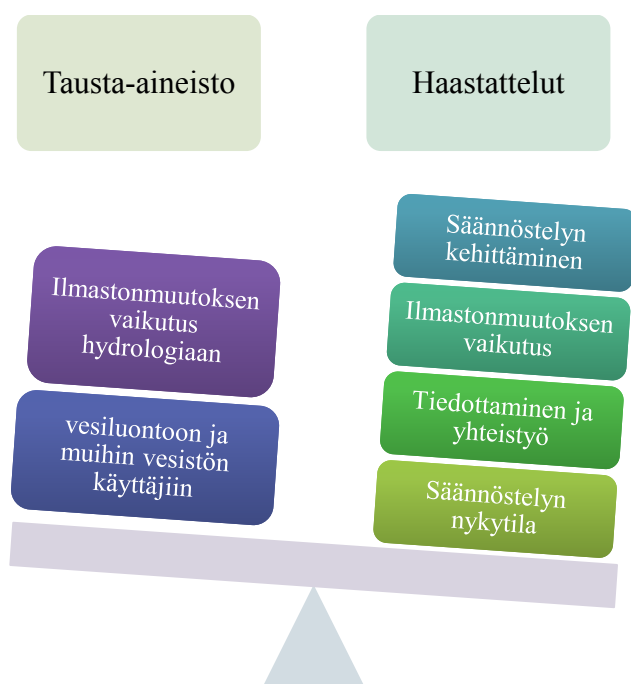 Tausta-aineisto
Haastattelut
Ilmastonmuutoksen
vaikutus
hydrologiaan
vesiluontoon ja
muihin vesistön
käyttäjiin
Säännöstelyn
kehittäminen
Ilmastonmuutoksen
vaikutus
Tiedottaminen ja
yhteistyö
Säännöstelyn
nykytila